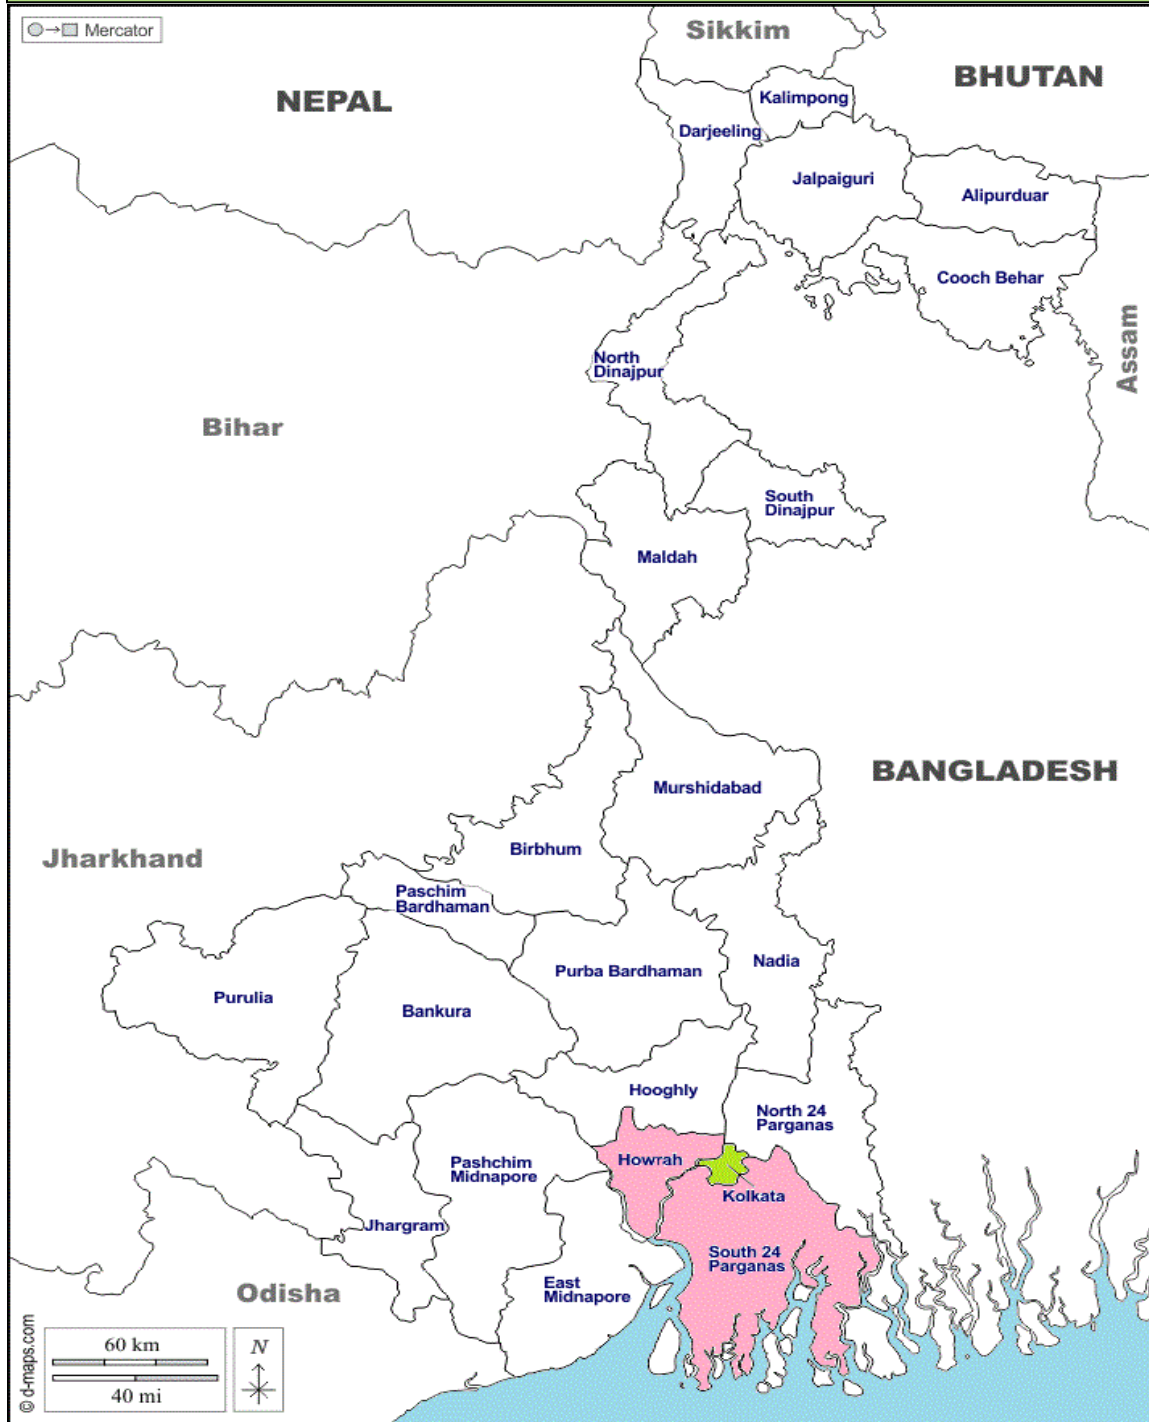 Mercator
Sikkim
BHUTAN
NEPAL
Kalimpong
Darjeeling
Jalpaiguri
Alipurduar
Cooch Behar
Assam
North
Dinajpur
Bihar
South
Dinajpur
Maldah
BANGLADESH
Murshidabad
Jharkhand
Birbhum
Paschim
Bardhaman
Nadia
Purba Bardhaman
Purulia
Bankura
Hooghly
North 24
Parganas
Howrah
Pashchim
Midnapore
Kolkata
Jhargram
South 24
Parganas
East
Midnapore
Odisha
60 km
40 mi
N
© d-maps.com